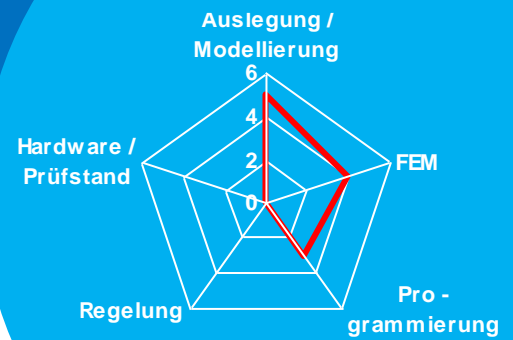 Auslegung /
Modellierung
6
4
2
0
Hardware /
Prüfstand
FEM
Regelung
Pro -
grammierung